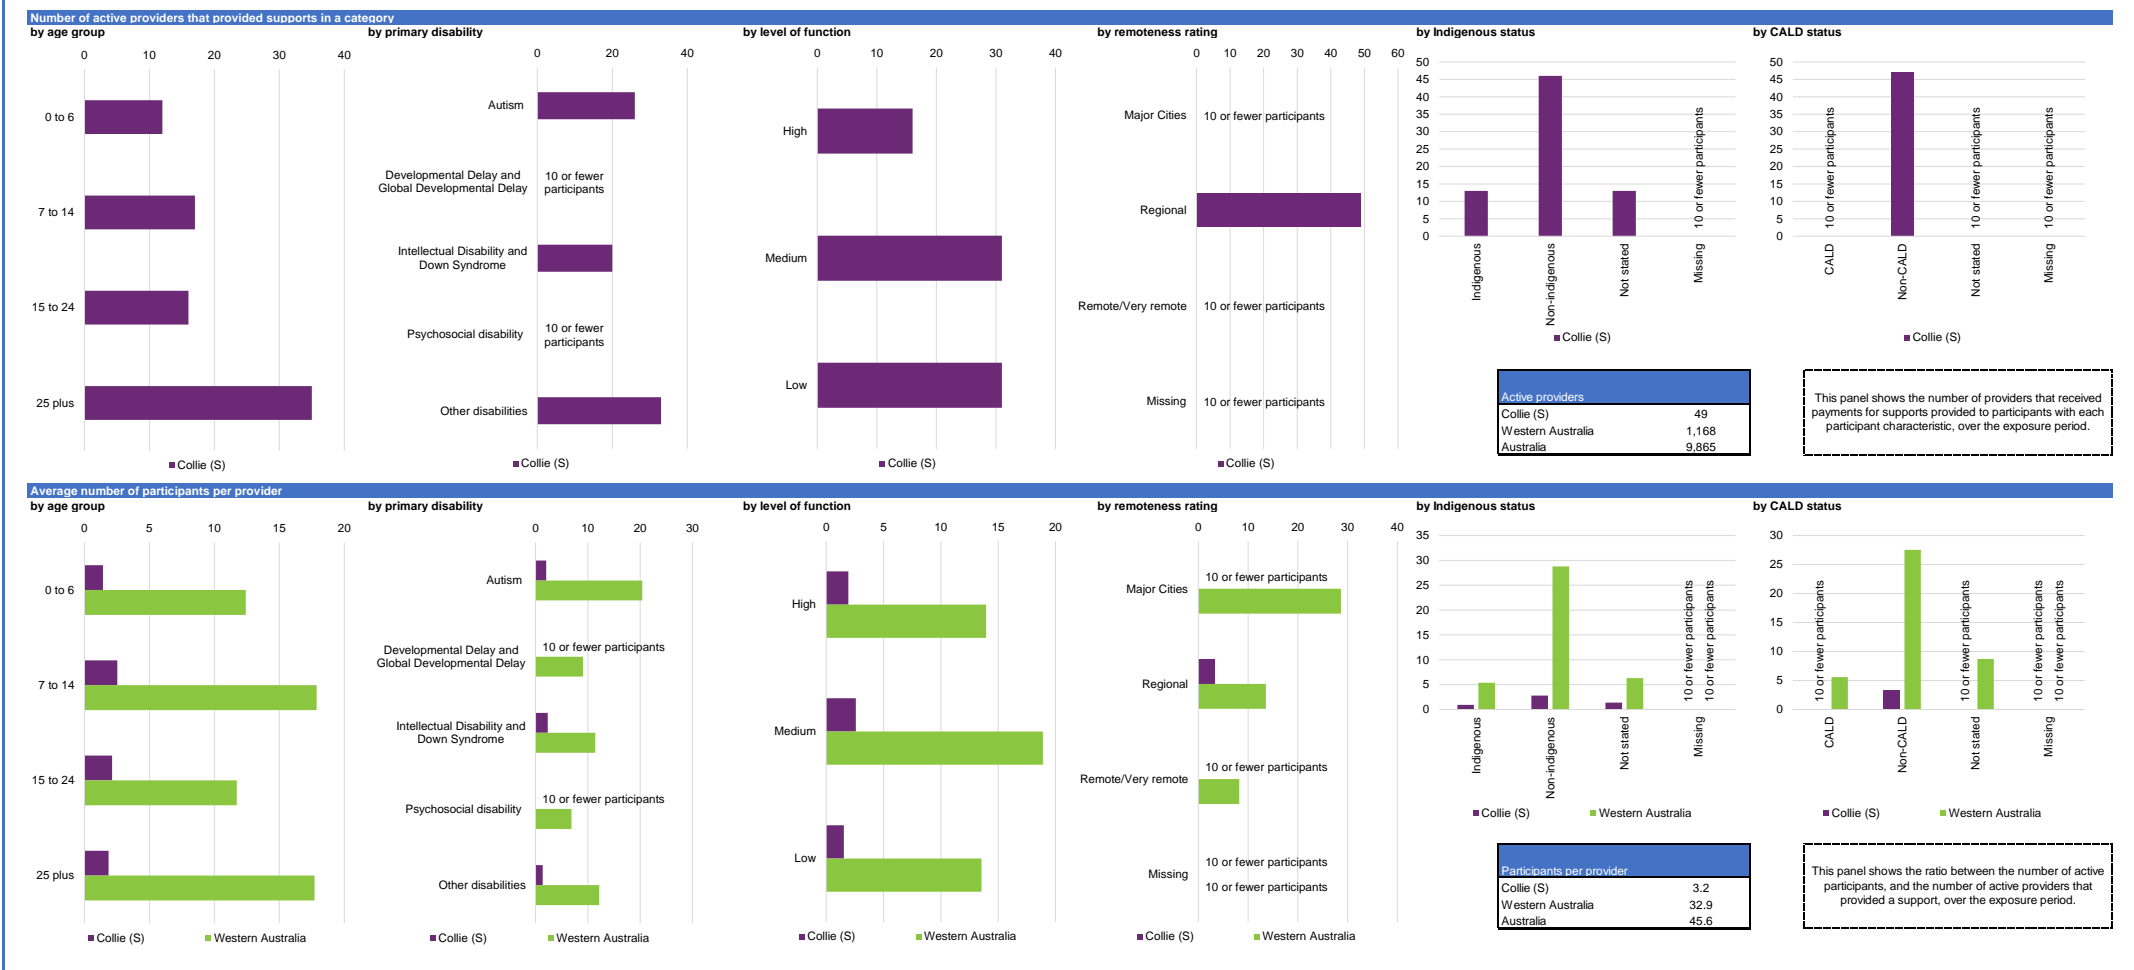 Number of active providers that provided supports in a category
by age group
0 10 20 30 40
0 to 6
7 to 14
15 to 24
25 plus
Collie (S)
by primary disability
0 20 40
Autism
Developmental Delay and
Global Developmental Delay
10 or fewer
participants
Intellectual Disability and
Down Syndrome
Psychosocial disability
10 or fewer
participants
Other disabilities
Collie (S)
by level of function
0 10 20 30 40
High
Medium
Low
Collie (S)
by remoteness rating
0 10 20 30 40 50 60
Major Cities
10 or fewer participants
Regional
Remote/Very remote
10 or fewer participants
Missing
10 or fewer participants
Collie (S)
by Indigenous status
50
45
40
35
30
25
20
15
10
5
0
10 or fewer participants
Indigenous
Non-indigenous
Not stated
Missing
Collie (S)
by CALD status
50
45
40
35
30
25
20
15
10
5
0
10 or fewer participants
10 or fewer participants
10 or fewer participants
CALD
Non-CALD
Not stated
Missing
Collie (S)
Active providers
Collie (S) 49
Western Australia 1,168
Australia 9,865
This panel shows the number of providers that received
payments for supports provided to participants with each
participant characteristic, over the exposure period.
Average number of participants per provider
by age group
0 5 10 15 20
0 to 6
7 to 14
15 to 24
25 plus
Collie (S) Western Australia
by primary disability
0 10 20 30
Autism
Developmental Delay and
Global Developmental Delay
10 or fewer participants
Intellectual Disability and
Down Syndrome
Psychosocial disability
10 or fewer participants
Other disabilities
Collie (S) Western Australia
by level of function
0 5 10 15 20
High
Medium
Low
Collie (S) Western Australia
by remoteness rating
0 10 20 30 40
Major Cities
10 or fewer participants
Regional
Remote/Very remote
10 or fewer participants
Missing
10 or fewer participants
10 or fewer participants
Collie (S) Western Australia
by Indigenous status
35
30
25
20
15
10
5
0
10 or fewer participants
10 or fewer participants
Indigenous
Non-indigenous
Not stated
Missing
Collie (S) Western Australia
by CALD status
30
25
20
15
10
5
0
10 or fewer participants
10 or fewer participants
10 or fewer participants
10 or fewer participants
CALD
Non-CALD
Not stated
Missing
Collie (S) Western Australia
Participants per provider
Collie (S) 3.2
Western Australia 32.9
Australia 45.6
This panel shows the ratio between the number of active
participants, and the number of active providers that
provided a support, over the exposure period.